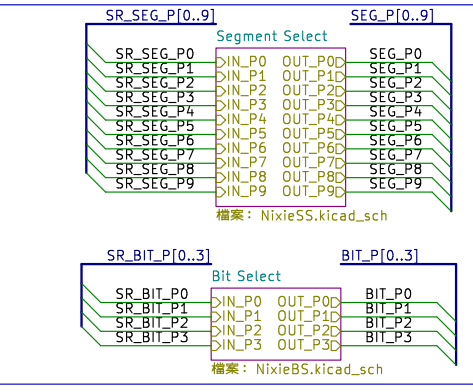 SR_SEG_P[0..9] SEG_P[0..9]
Segment Select
SR_SEG_P0 IN_P0 OUT_P0 SEG_P0
SR_SEG_P1 IN_P1 OUT_P1 SEG_P1
SR_SEG_P2 IN_P2 OUT_P2 SEG_P2
SR_SEG_P3 IN_P3 OUT_P3 SEG_P3
SR_SEG_P4 IN_P4 OUT_P4 SEG_P4
SR_SEG_P5 IN_P5 OUT_P5 SEG_P5
SR_SEG_P6 IN_P6 OUT_P6 SEG_P6
SR_SEG_P7 IN_P7 OUT_P7 SEG_P7
SR_SEG_P8 IN_P8 OUT_P8 SEG_P8
SR_SEG_P9 IN_P9 OUT_P9 SEG_P9
檔案： NixieSS.kicad_sch
SR_BIT_P[0..3] BIT_P[0..3]
Bit Select
SR_BIT_P0 IN_P0 OUT_P0 BIT_P0
SR_BIT_P1 IN_P1 OUT_P1 BIT_P1
SR_BIT_P2 IN_P2 OUT_P2 BIT_P2
SR_BIT_P3 IN_P3 OUT_P3 BIT_P3
檔案： NixieBS.kicad_sch